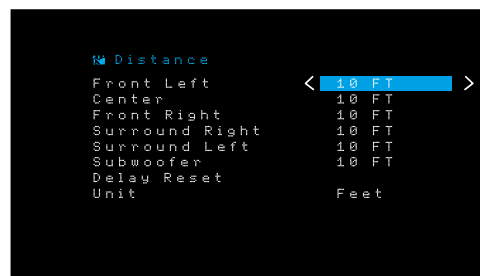 Distance
Front Left < 10 FT >
Center 10 FT
Front Right 10 FT
Surround Right 10 FT
Surround Left 10 FT
Subwoofer 10 FT
Delay Reset
Unit Feet